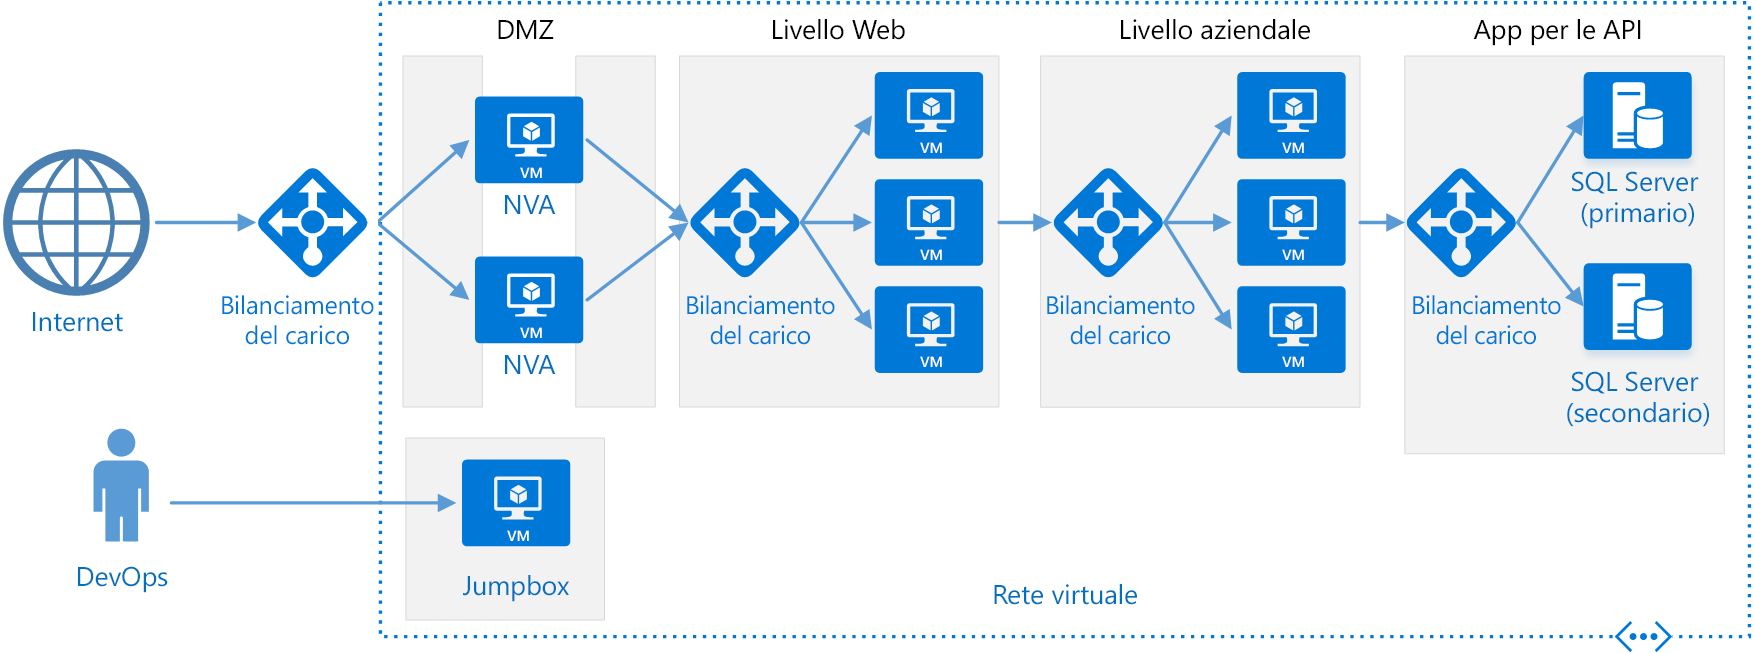 DMZ
Livello Web
Livello aziendale
App per le API
VM
NVA
VM
NVA
VM
VM
VM
VM
VM
VM
SQL Server
(primario)
SQL Server
(secondario)
Internet
Bilanciamento
del carico
Bilanciamento
del carico
Bilanciamento
del carico
Bilanciamento
del carico
DevOps
VM
Jumpbox
Rete virtuale